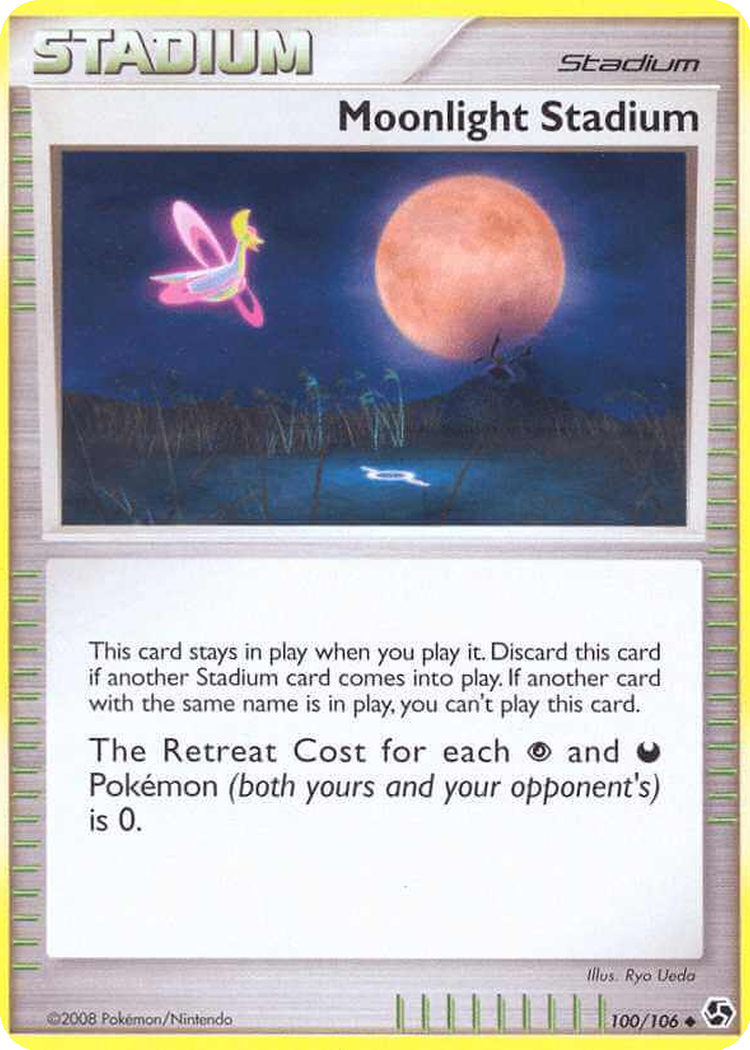 STADIUM
Stadium
Moonlight Stadium
This card stays in play when you play it. Discard this card
if another Stadium card comes into play. If another card
with the same name is in play, you can't play this card.
The Retreat Cost for each and
Pokémon (both yours and your opponent's)
is 0.
Illus. Ryo Ueda
©2008 Pokémon/Nintendo
100/106